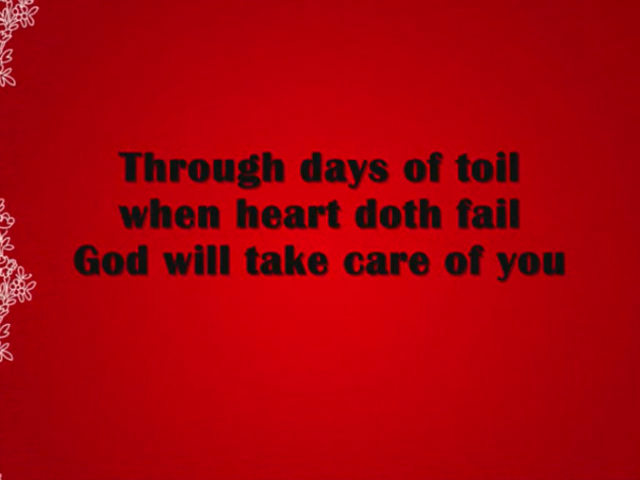 Through days of toil
when heart doth fail
God will take care of you